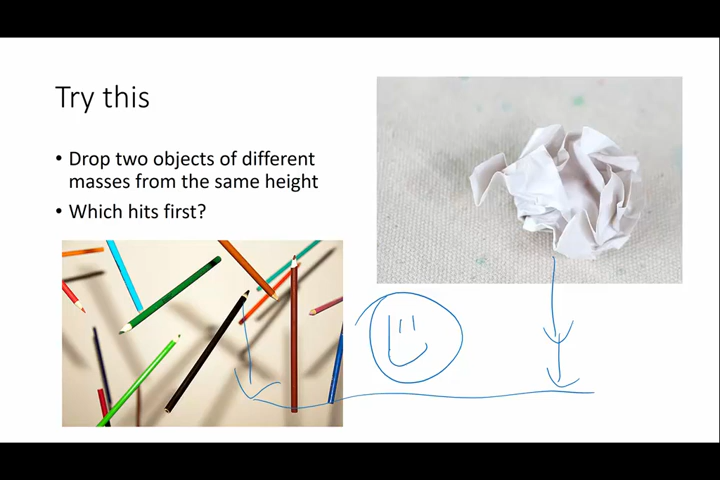 Try this
• Drop two objects of different
masses from the same height
• Which hits first?